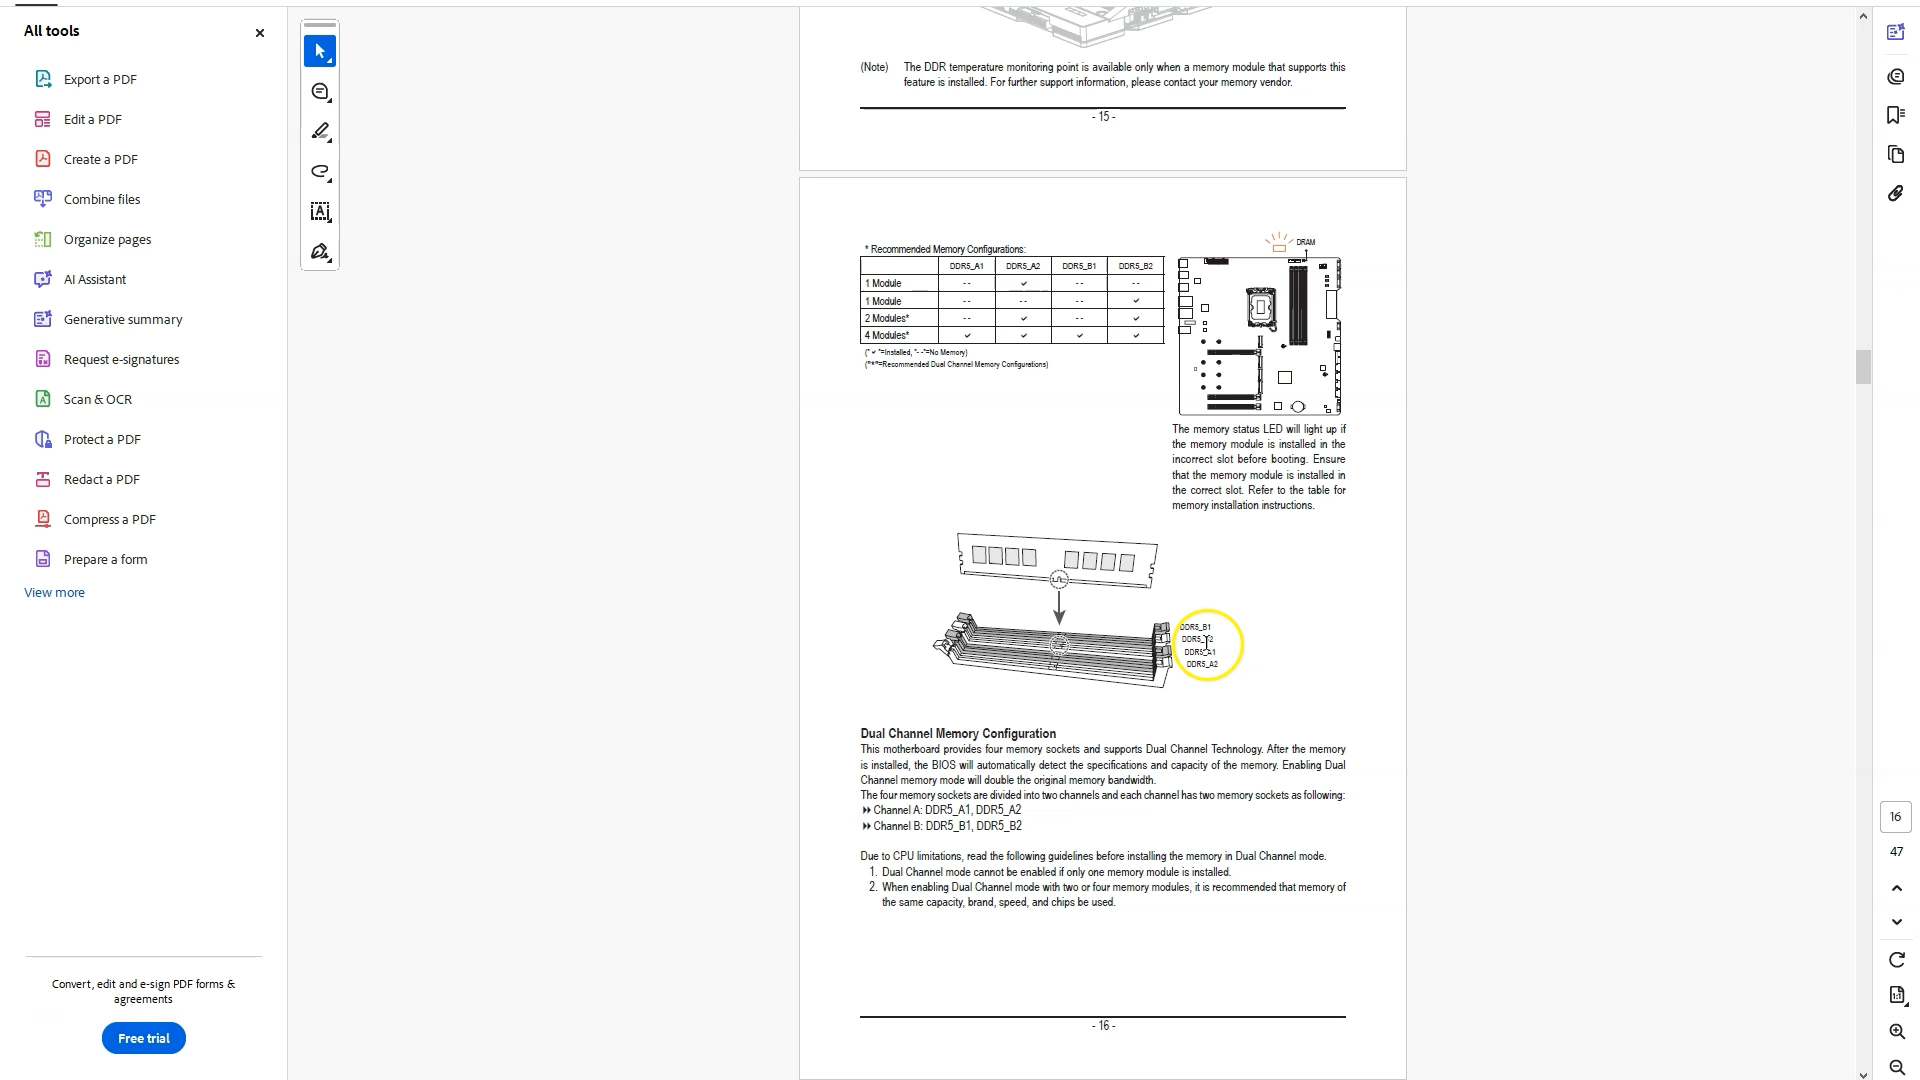 All tools
Export a PDF
Edit a PDF
Create a PDF
Combine files
Organize pages
AI Assistant
Generative summary
Request e-signatures
Scan & OCR
Protect a PDF
Redact a PDF
Compress a PDF
Prepare a form
View more
Convert, edit and e-sign PDF forms &
agreements
Free trial
(Note) The DDR temperature monitoring point is available only when a memory module that supports this
feature is installed. For further support information, please contact your memory vendor.
- 15 -
* Recommended Memory Configurations:
DDR5_A1 DDR5_A2 DDR5_B1 DDR5_B2
1 Module - - ✓ - - - -
1 Module - - - - - - ✓
2 Modules* - - ✓ - - ✓
4 Modules* ✓ ✓ ✓ ✓
("✓"=Installed, "- -"=No Memory)
("*"=Recommended Dual Channel Memory Configurations)
DRAM
The memory status LED will light up if
the memory module is installed in the
incorrect slot before booting. Ensure
that the memory module is installed in
the correct slot. Refer to the table for
memory installation instructions.
DDR5_B1
DDR5_B2
DDR5_A1
DDR5_A2
Dual Channel Memory Configuration
This motherboard provides four memory sockets and supports Dual Channel Technology. After the memory
is installed, the BIOS will automatically detect the specifications and capacity of the memory. Enabling Dual
Channel memory mode will double the original memory bandwidth.
The four memory sockets are divided into two channels and each channel has two memory sockets as following:
Channel A: DDR5_A1, DDR5_A2
Channel B: DDR5_B1, DDR5_B2
Due to CPU limitations, read the following guidelines before installing the memory in Dual Channel mode.
1. Dual Channel mode cannot be enabled if only one memory module is installed.
2. When enabling Dual Channel mode with two or four memory modules, it is recommended that memory of
the same capacity, brand, speed, and chips be used.
- 16 -
16
47
1:1